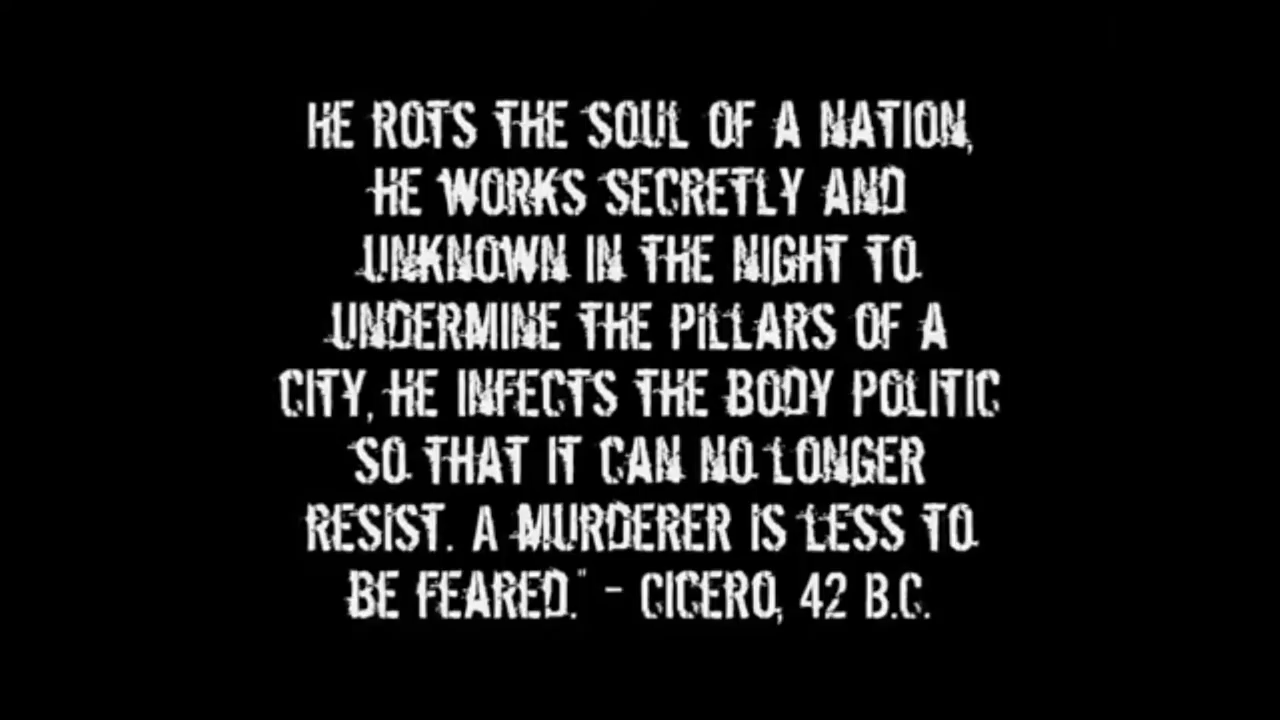 HE ROTS THE SOUL OF A NATION,
HE WORKS SECRETLY AND
UNKNOWN IN THE NIGHT TO
UNDERMINE THE PILLARS OF A
CITY, HE INFECTS THE BODY POLITIC
SO THAT IT CAN NO LONGER
RESIST. A MURDERER IS LESS TO
BE FEARED." - CICERO, 42 B.C.